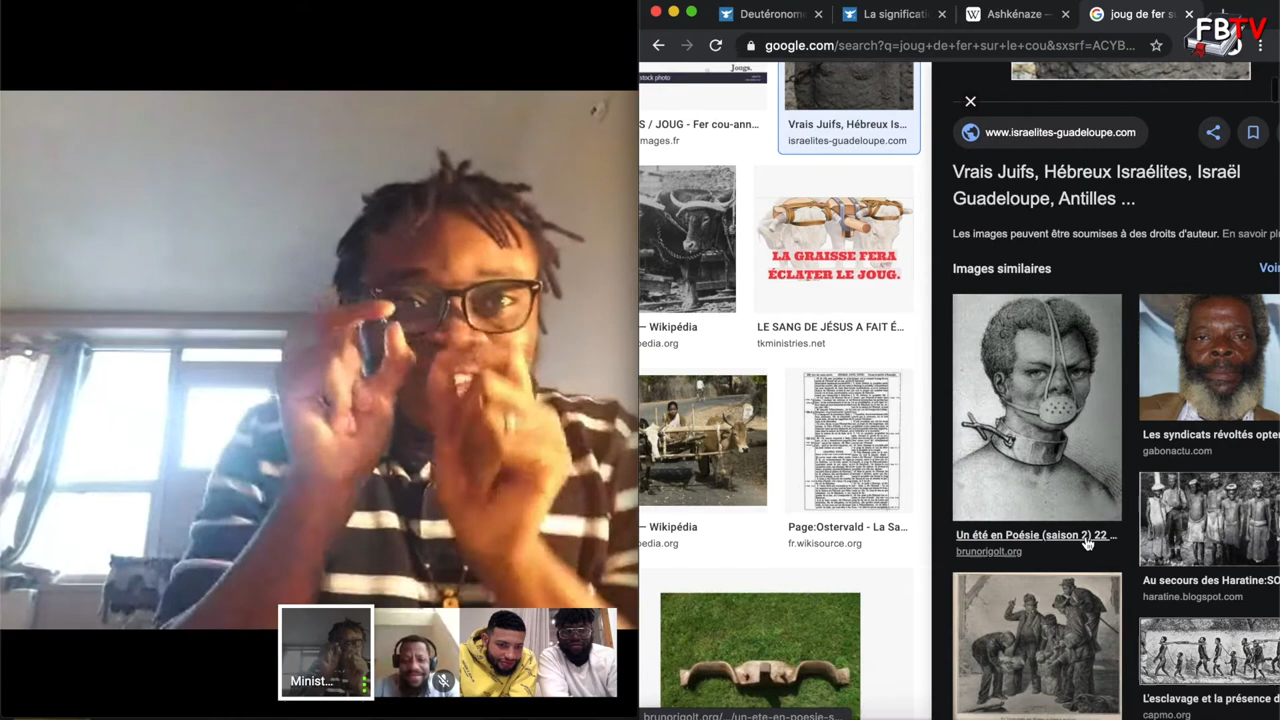 Deutéronome
La significati
Ashkénaze —
joug de fer s
FBTV
google.com/search?q=joug+de+fer+sur+le+cou&sxsrf=ACYB...
Jougs.
stock photo
S / JOUG - Fer cou-ann...
mages.fr
Vrais Juifs, Hébreux Is...
israelites-guadeloupe.com
LA GRAISSE FERA
ÉCLATER LE JOUG.
— Wikipédia
pedia.org
LE SANG DE JÉSUS A FAIT É...
tkministries.net
— Wikipédia
pedia.org
Page:Ostervald - La Sa...
fr.wikisource.org
www.israelites-guadeloupe.com
Vrais Juifs, Hébreux Israélites, Israël
Guadeloupe, Antilles ...
Les images peuvent être soumises à des droits d'auteur. En savoir pl
Images similaires
Voir
Un été en Poésie (saison 2) 22 ...
brunorigolt.org
Les syndicats révoltés o
gabonactu.com
Au secours des Haratine:SO
haratine.blogspot.com
L'esclavage et la présence d
capmo.org
Minist...
brunorigolt.org/.../un-ete-en-poesie-s...